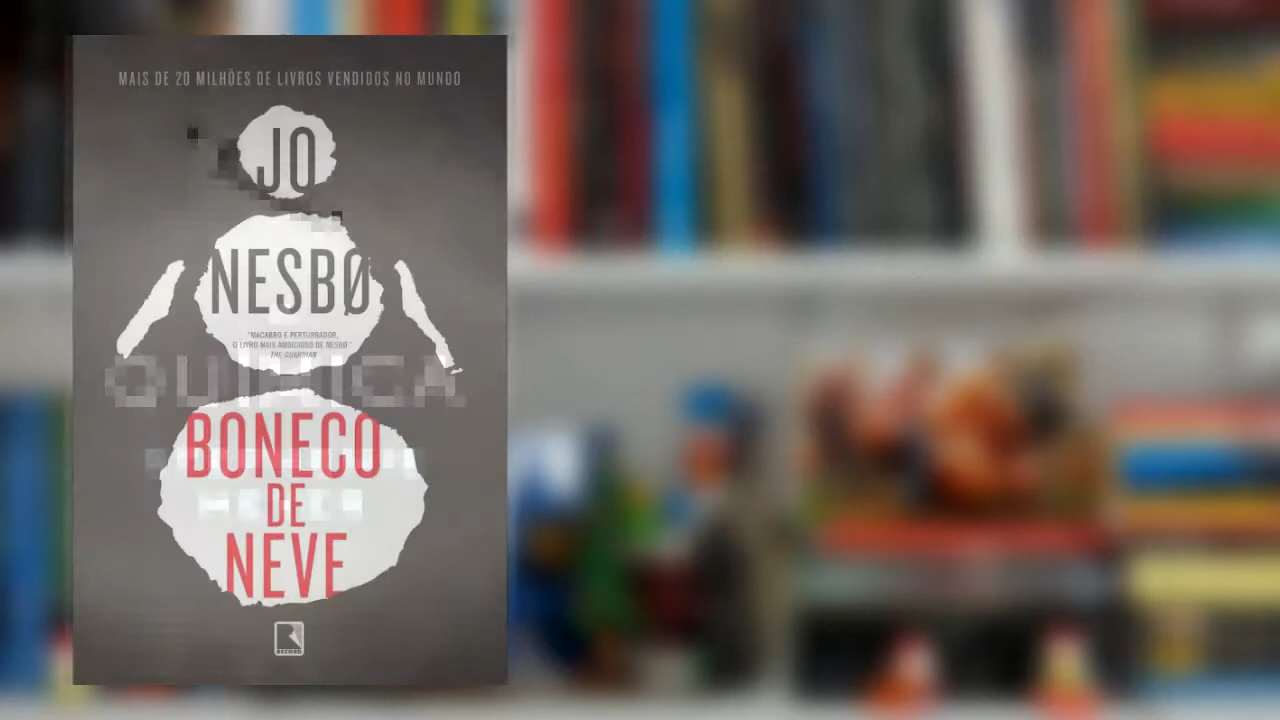 MAIS DE 20 MILHÕES DE LIVROS VENDIDOS NO MUNDO
JO
NESBØ
"MACABRO E PERTURBADOR,
O LIVRO MAIS AMBICIOSO DE NESBØ."
THE GUARDIAN
QUÍMICA
BONECO
DE
NEVE
RECORD